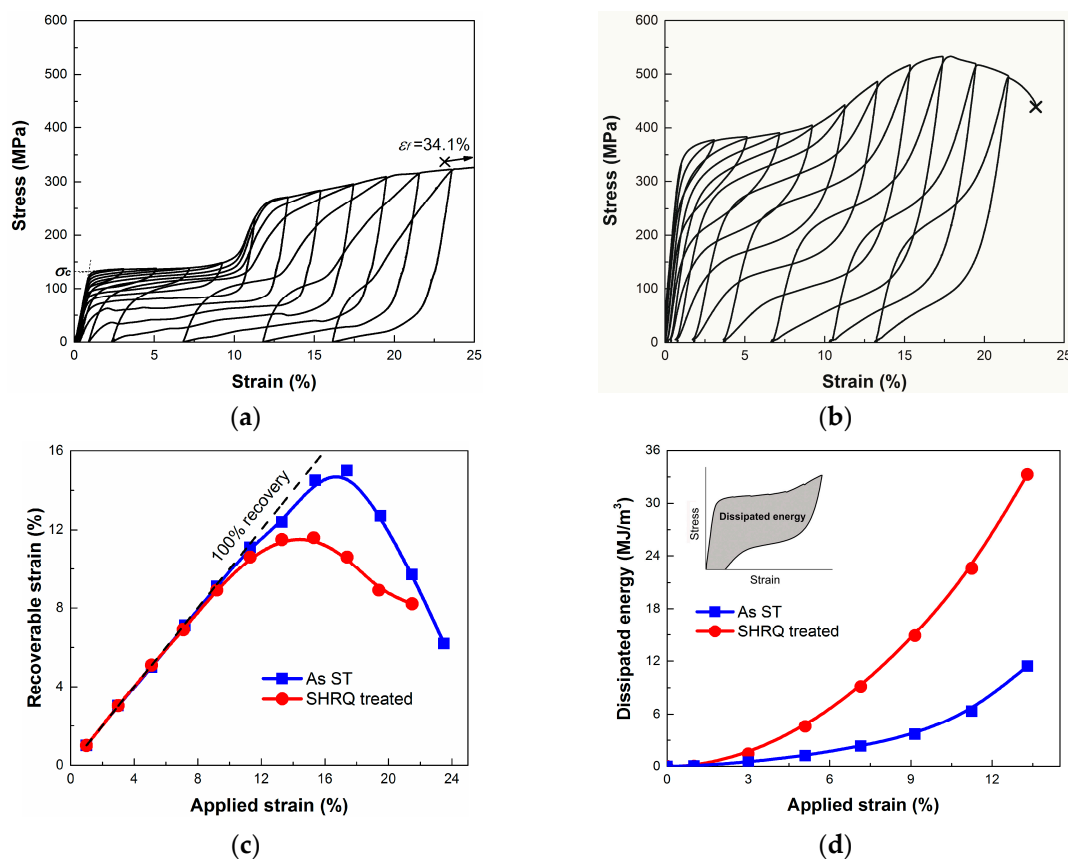 600
500
400
300
200
100
0
σc
Stress (MPa)
εf=34.1%
0 5 10 15 20 25
Strain (%)
(a)
600
500
400
300
200
100
0
Stress (MPa)
0 5 10 15 20 25
Strain (%)
(b)
16
12
8
4
0
Recoverable strain (%)
100% recovery
As ST
SHRQ treated
0 4 8 12 16 20 24
Applied strain (%)
(c)
36
30
24
18
12
6
0
Dissipated energy (MJ/m³)
Stress
Dissipated energy
Strain
As ST
SHRQ treated
0 3 6 9 12
Applied strain (%)
(d)